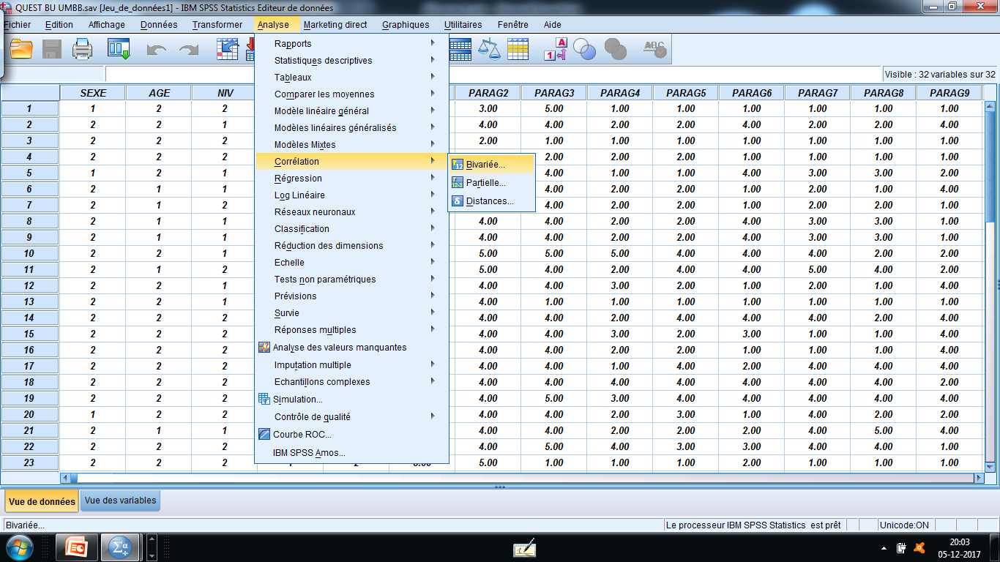 QUEST BU UMBB.sav [Jeu_de_données1] - IBM SPSS Statistics Editeur de données
Fichier Edition Affichage Données Transformer Analyse Marketing direct Graphiques Utilitaires Fenêtre Aide
Visible : 32 variables sur 32
SEXE AGE NIV PARAG2 PARAG3 PARAG4 PARAG5 PARAG6 PARAG7 PARAG8 PARAG9
1 1 2 2 3.00 5.00 1.00 1.00 1.00 1.00 1.00 1.00
2 2 2 1 4.00 4.00 2.00 2.00 4.00 2.00 2.00 4.00
3 2 2 2 2.00 1.00 1.00 1.00 1.00 1.00 1.00 1.00
4 2 2 2 2.00 2.00 2.00 1.00 1.00 1.00 1.00
5 1 2 1 4.00 1.00 1.00 4.00 3.00 3.00 2.00
6 2 1 1 4.00 2.00 2.00 1.00 2.00 1.00 4.00
7 2 1 2 4.00 2.00 2.00 1.00 2.00 2.00 4.00
8 2 1 1 4.00 4.00 2.00 2.00 4.00 3.00 3.00 1.00
9 2 1 1 4.00 4.00 2.00 2.00 4.00 3.00 3.00 1.00
10 2 2 1 5.00 5.00 5.00 4.00 4.00 4.00 2.00 4.00
11 2 1 2 5.00 4.00 2.00 4.00 4.00 5.00 4.00 2.00
12 2 2 1 4.00 4.00 3.00 2.00 1.00 2.00 1.00 4.00
13 2 2 1 4.00 1.00 1.00 1.00 1.00 1.00 1.00 1.00
14 2 2 2 4.00 4.00 2.00 4.00 4.00 4.00 2.00 4.00
15 2 2 2 4.00 4.00 3.00 2.00 3.00 1.00 1.00 4.00
16 2 2 2 4.00 4.00 2.00 2.00 1.00 1.00 1.00 4.00
17 2 2 2 4.00 4.00 1.00 4.00 2.00 4.00 4.00 4.00
18 2 2 2 4.00 4.00 4.00 4.00 4.00 4.00 4.00 2.00
19 2 2 2 4.00 5.00 3.00 4.00 4.00 4.00 4.00 4.00
20 1 2 2 4.00 4.00 2.00 3.00 1.00 4.00 2.00 2.00
21 2 1 1 4.00 4.00 2.00 2.00 4.00 2.00 5.00 4.00
22 2 2 2 4.00 5.00 4.00 3.00 3.00 4.00 4.00 1.00
23 2 2 2 5.00 1.00 1.00 1.00 2.00 1.00 1.00 1.00
Rapports
Statistiques descriptives
Tableaux
Comparer les moyennes
Modèle linéaire général
Modèles linéaires généralisés
Modèles Mixtes
Corrélation
Régression
Log Linéaire
Réseaux neuronaux
Classification
Réduction des dimensions
Echelle
Tests non paramétriques
Prévisions
Survie
Réponses multiples
Analyse des valeurs manquantes
Imputation multiple
Echantillons complexes
Simulation...
Contrôle de qualité
Courbe ROC...
IBM SPSS Amos...
Bivariée...
Partielle...
Distances...
Vue de données Vue des variables
Bivariée... Le processeur IBM SPSS Statistics est prêt Unicode:ON
20:03
05-12-2017